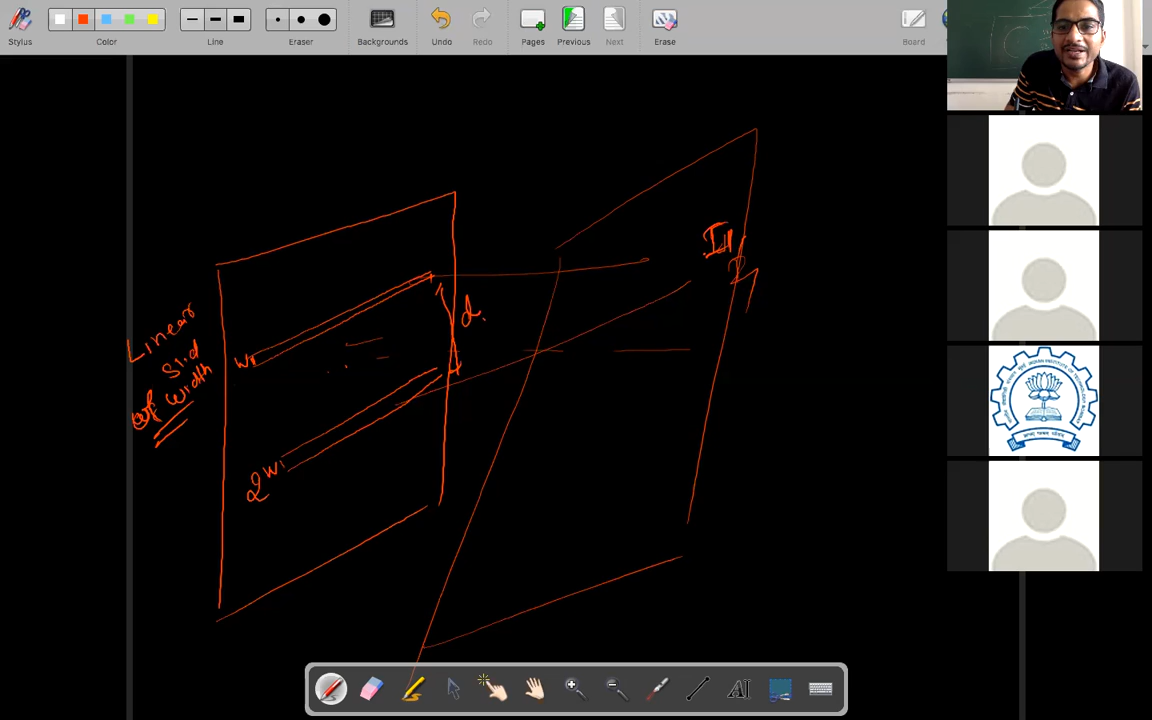 Stylus
Color
Line
Eraser
Backgrounds
Undo
Redo
Pages
Previous
Next
Erase
Board
Linear
Slid
of width
W
d.
2W